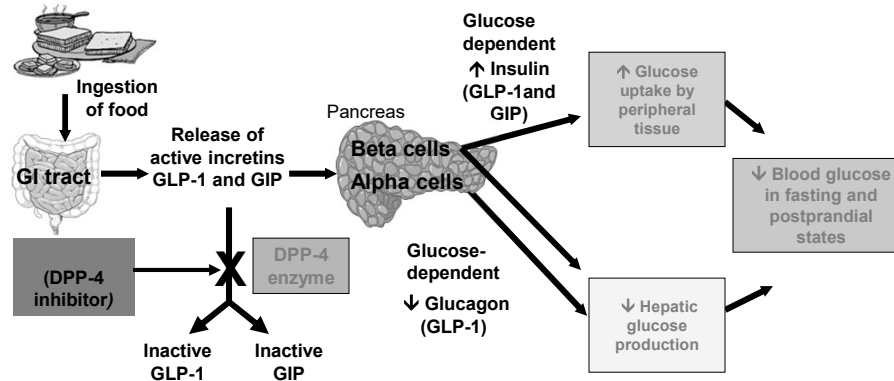 Ingestion
of food
GI tract
Release of
active incretins
GLP-1 and GIP
Pancreas
Beta cells
Alpha cells
Glucose
dependent
↑ Insulin
(GLP-1and
GIP)
↑ Glucose
uptake by
peripheral
tissue
↓ Blood glucose
in fasting and
postprandial
states
(DPP-4
inhibitor)
X
DPP-4
enzyme
Glucose-
dependent
↓ Glucagon
(GLP-1)
↓ Hepatic
glucose
production
Inactive
GLP-1
Inactive
GIP